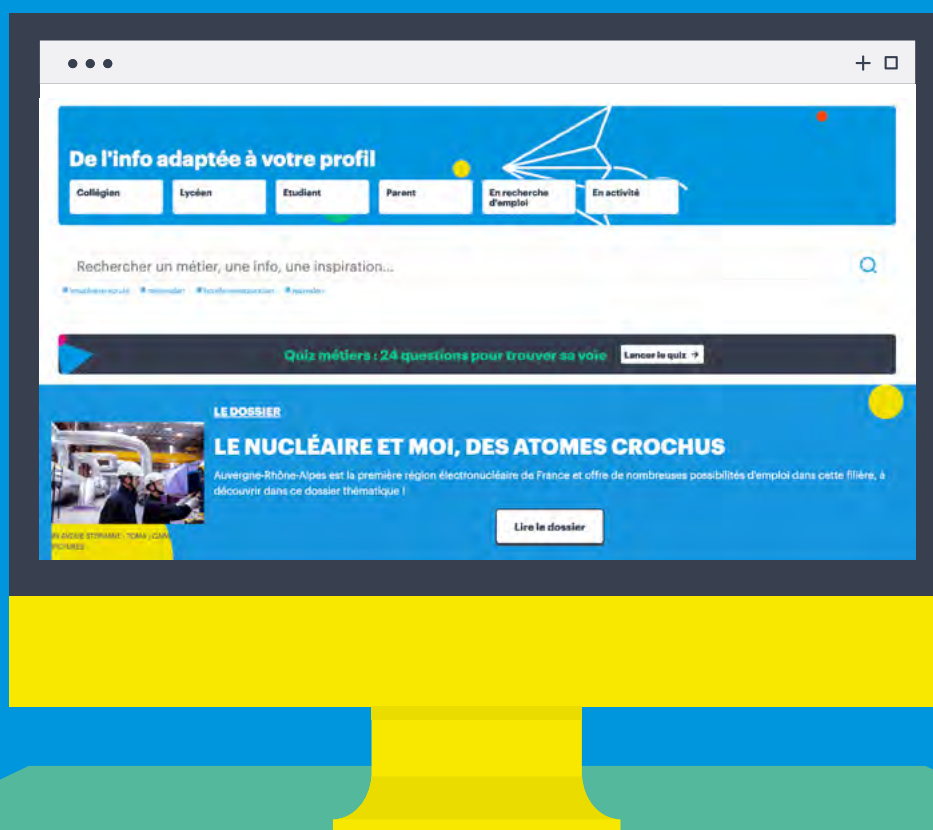 De l'info adaptée à votre profil
Collégien
Lycéen
Etudiant
Parent
En recherche
d'emploi
En activité
Rechercher un métier, une info, une inspiration...
Quiz métiers : 24 questions pour trouver sa voie
Lancer le quiz →
LE DOSSIER
LE NUCLÉAIRE ET MOI, DES ATOMES CROCHUS
Auvergne-Rhône-Alpes est la première région électronucléaire de France et offre de nombreuses possibilités d'emploi dans cette filière, à
découvrir dans ce dossier thématique !
Lire le dossier
PICTURES